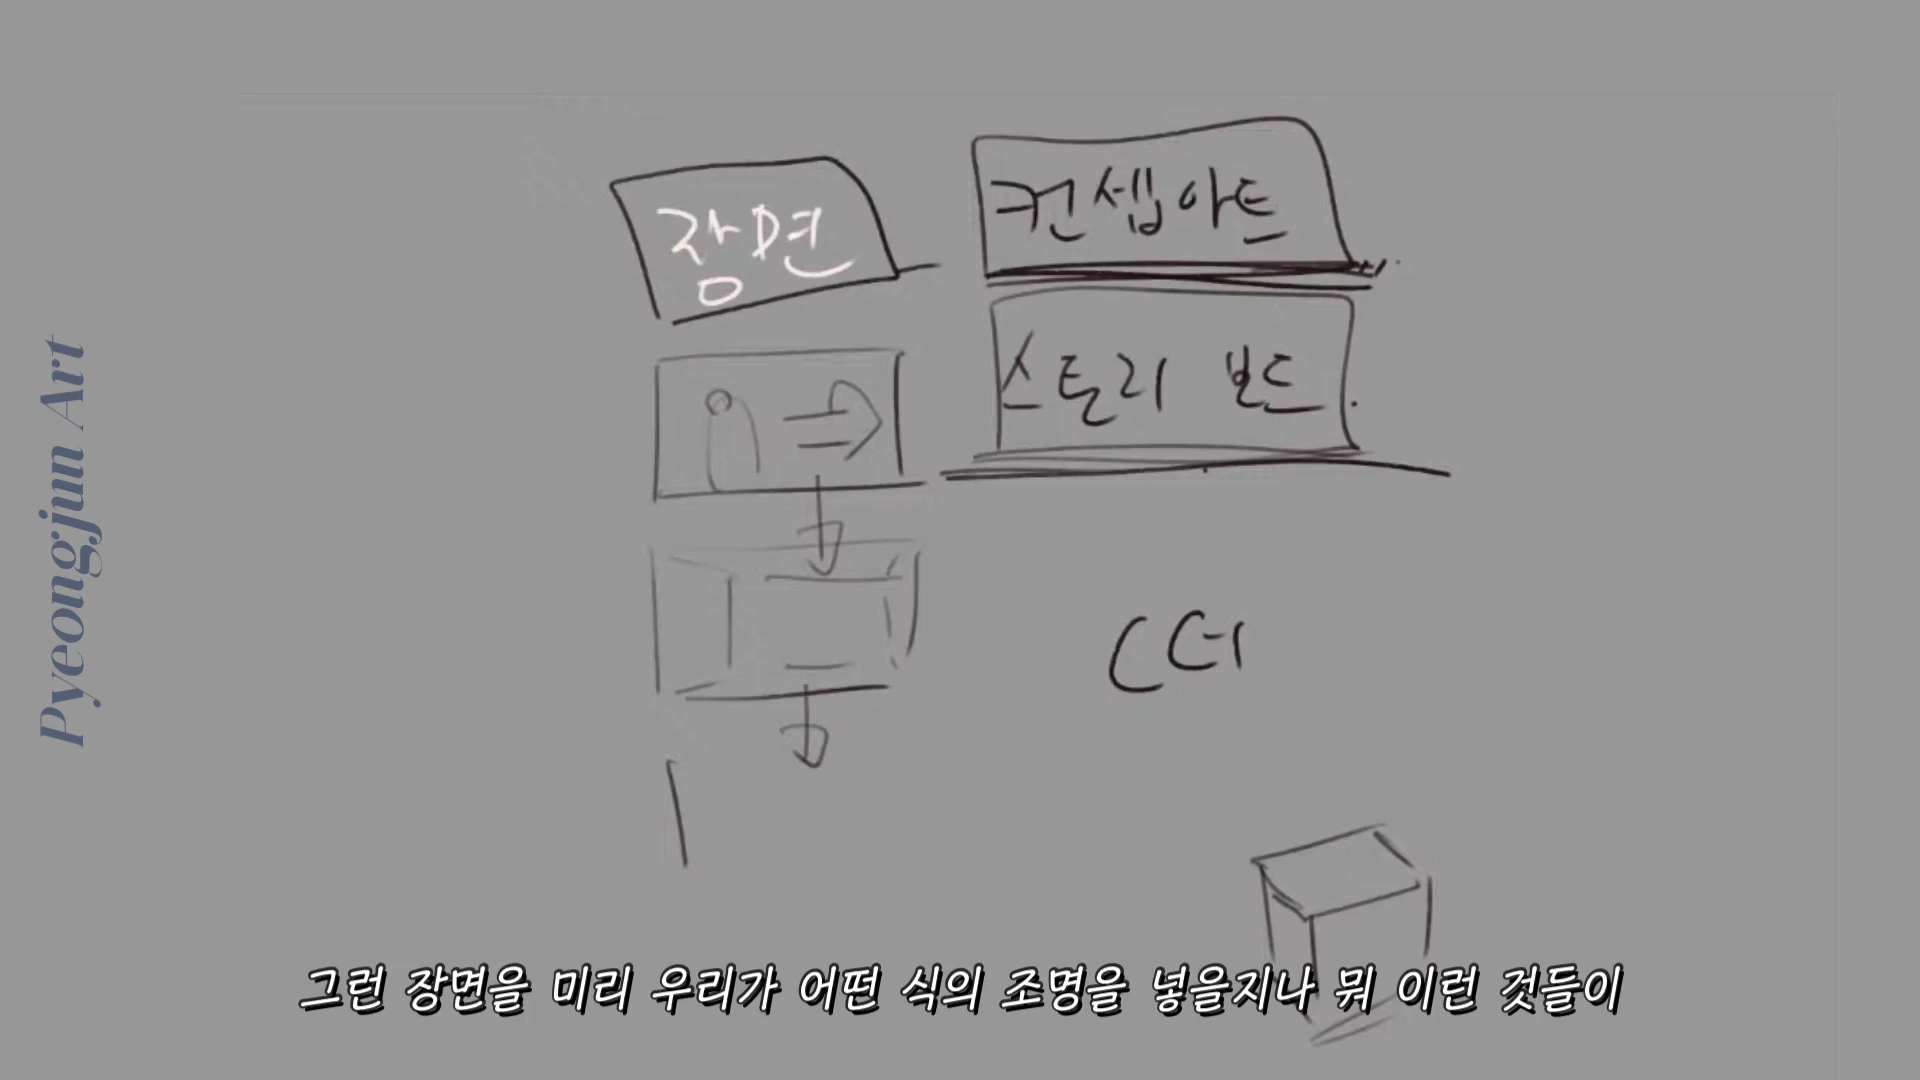 장면
컨셉아트
스토리 보드
Pyeongjun Art
그런 장면을 미리 우리가 어떤 식의 조명을 넣을지나 뭐 이런 것들이